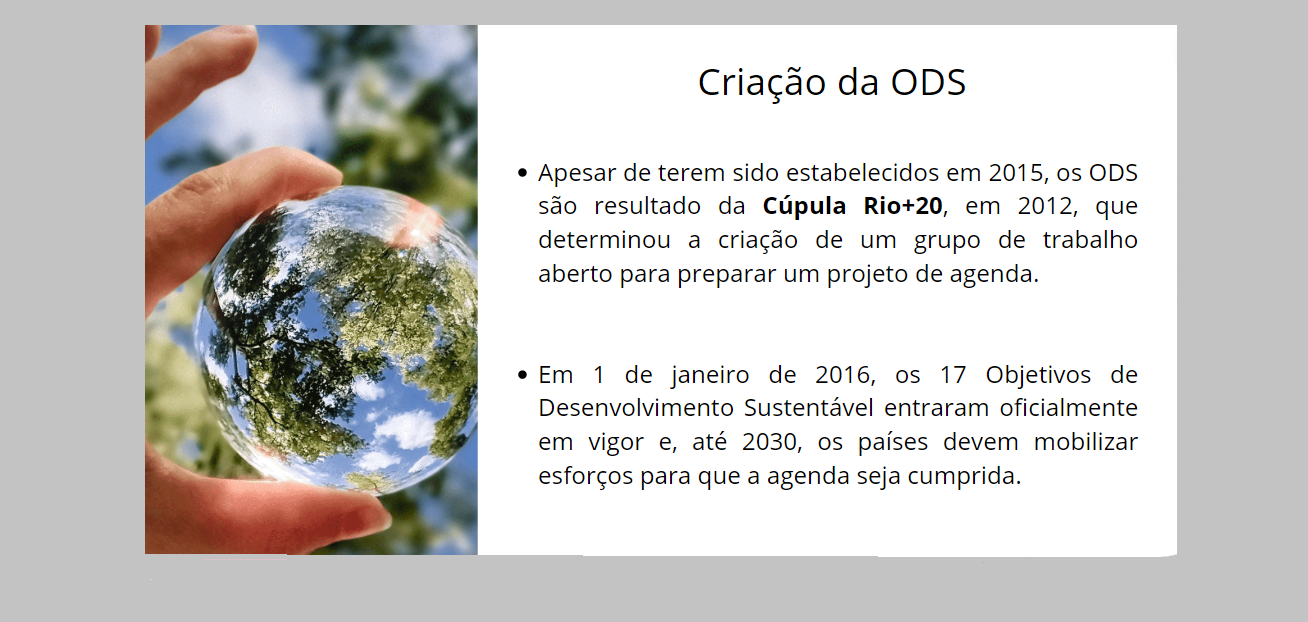 Criação da ODS
• Apesar de terem sido estabelecidos em 2015, os ODS
são resultado da Cúpula Rio+20, em 2012, que
determinou a criação de um grupo de trabalho
aberto para preparar um projeto de agenda.
• Em 1 de janeiro de 2016, os 17 Objetivos de
Desenvolvimento Sustentável entraram oficialmente
em vigor e, até 2030, os países devem mobilizar
esforços para que a agenda seja cumprida.